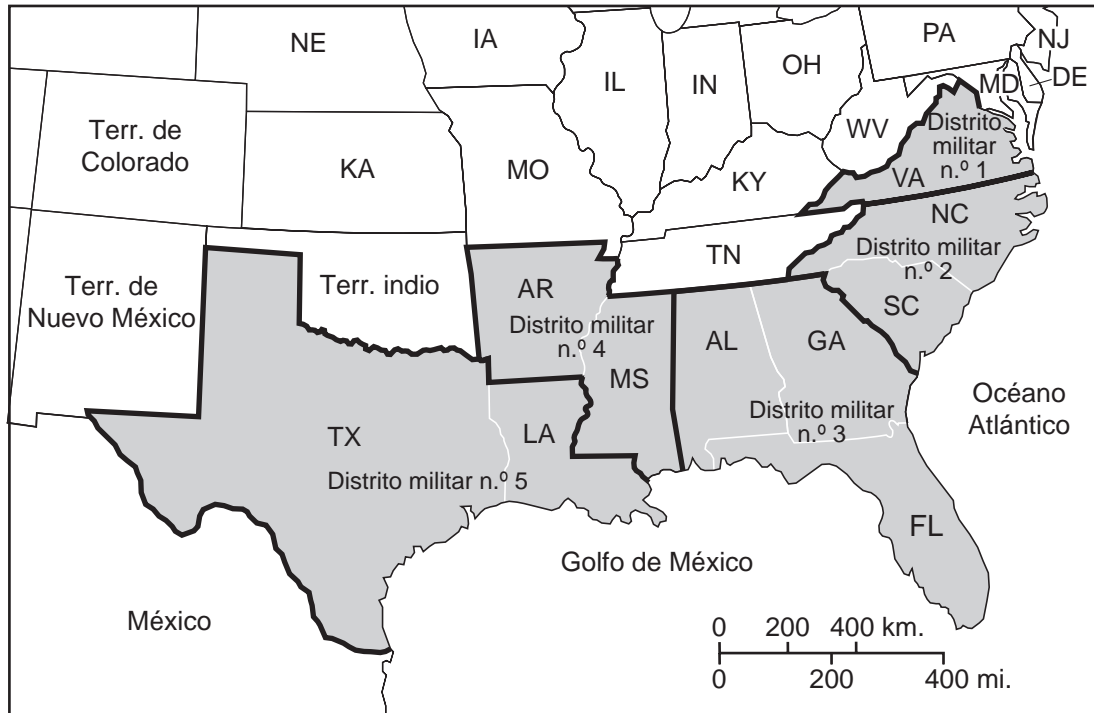 NE
IA
IL
IN
OH
PA
NJ
MD
DE
Terr. de
Colorado
KA
MO
KY
WV
VA
Distrito
militar
n.º 1
Terr. de
Nuevo México
Terr. indio
TN
NC
Distrito militar
n.º 2
SC
AR
Distrito militar
n.º 4
MS
AL
GA
Distrito militar
n.º 3
TX
LA
Distrito militar n.º 5
FL
Océano
Atlántico
Golfo de México
México
0 200 400 km.
0 200 400 mi.